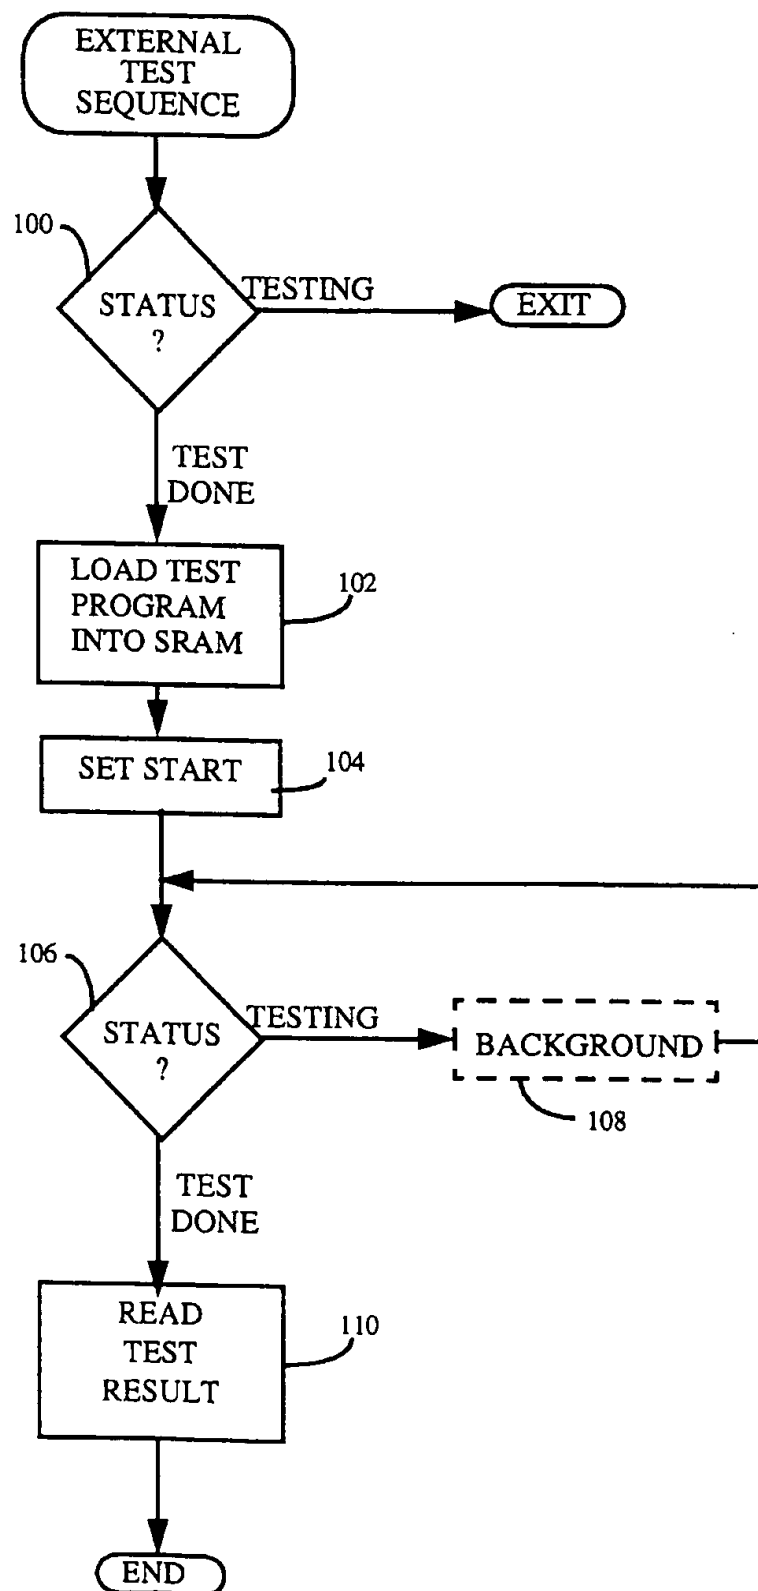 EXTERNAL
TEST
SEQUENCE
100
STATUS
?
TESTING
EXIT
TEST
DONE
LOAD TEST
PROGRAM
INTO SRAM
102
SET START
104
106
STATUS
?
TESTING
BACKGROUND
108
TEST
DONE
READ
TEST
RESULT
110
END